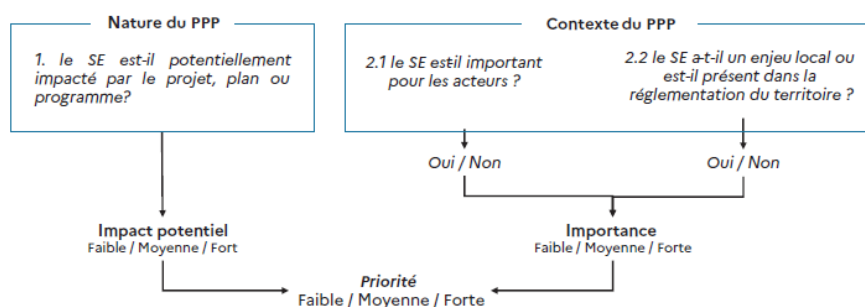 Nature du PPP
1. le SE est-il potentiellement
impacté par le projet, plan ou
programme?
Contexte du PPP
2.1 le SE estil important
pour les acteurs ?
2.2 le SE a-t-il un enjeu local ou
est-il présent dans la
réglementation du territoire ?
Oui / Non
Oui / Non
Impact potentiel
Faible / Moyenne / Fort
Importance
Faible / Moyenne / Forte
Priorité
Faible / Moyenne / Forte